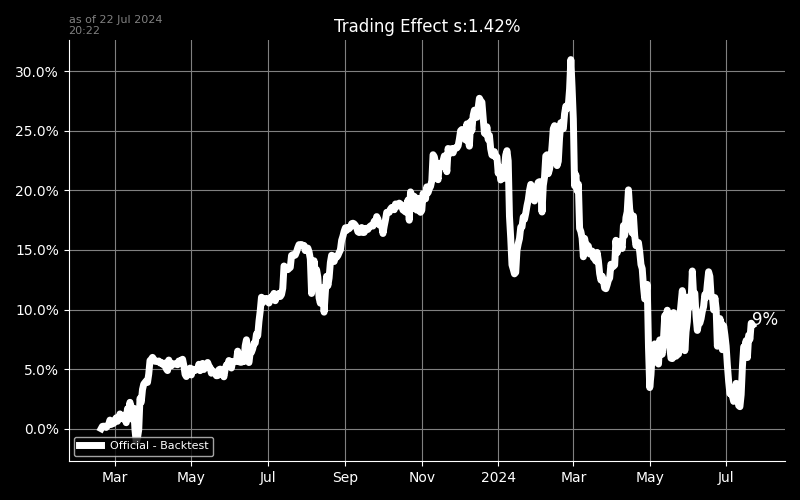 as of 22 Jul 2024
20:22
Trading Effect s:1.42%
30.0%
25.0%
20.0%
15.0%
10.0%
9%
5.0%
0.0%
Official - Backtest
Mar May Jul Sep Nov 2024 Mar May Jul